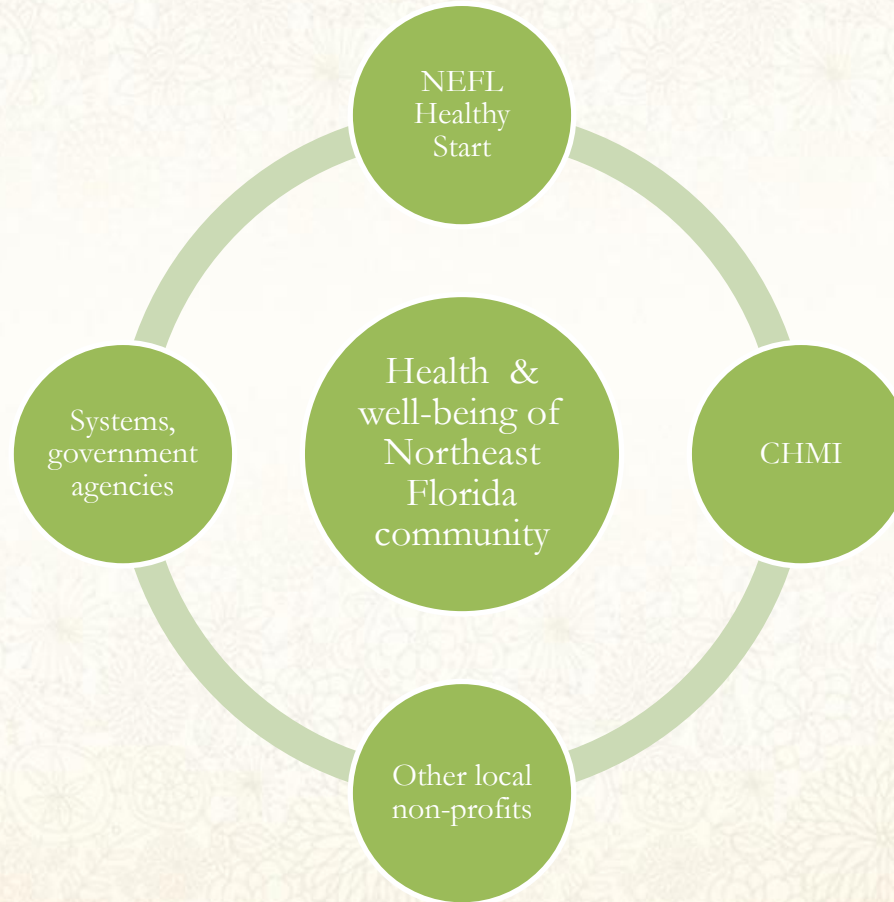 NEFL
Healthy
Start
Health &
well-being of
Northeast
Florida
community
Systems,
government
agencies
CHMI
Other local
non-profits